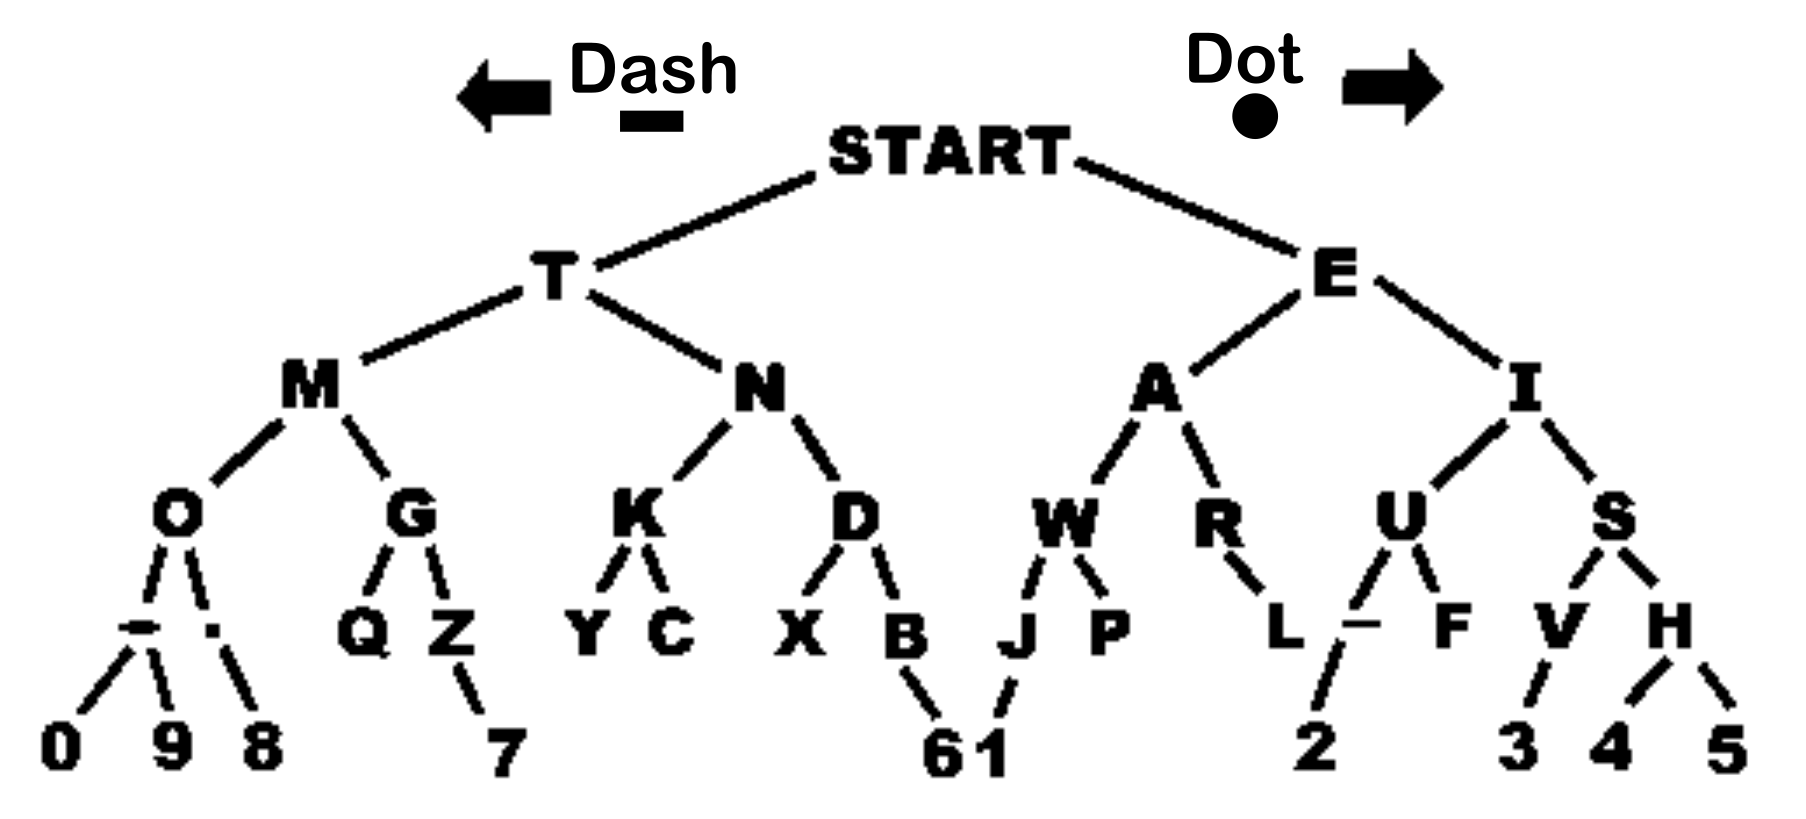 Dash Dot
START
T E
M N A I
O G K D W R U S
- . Q Z Y C X B J P L - F V H
0 9 8 7 6 1 2 3 4 5